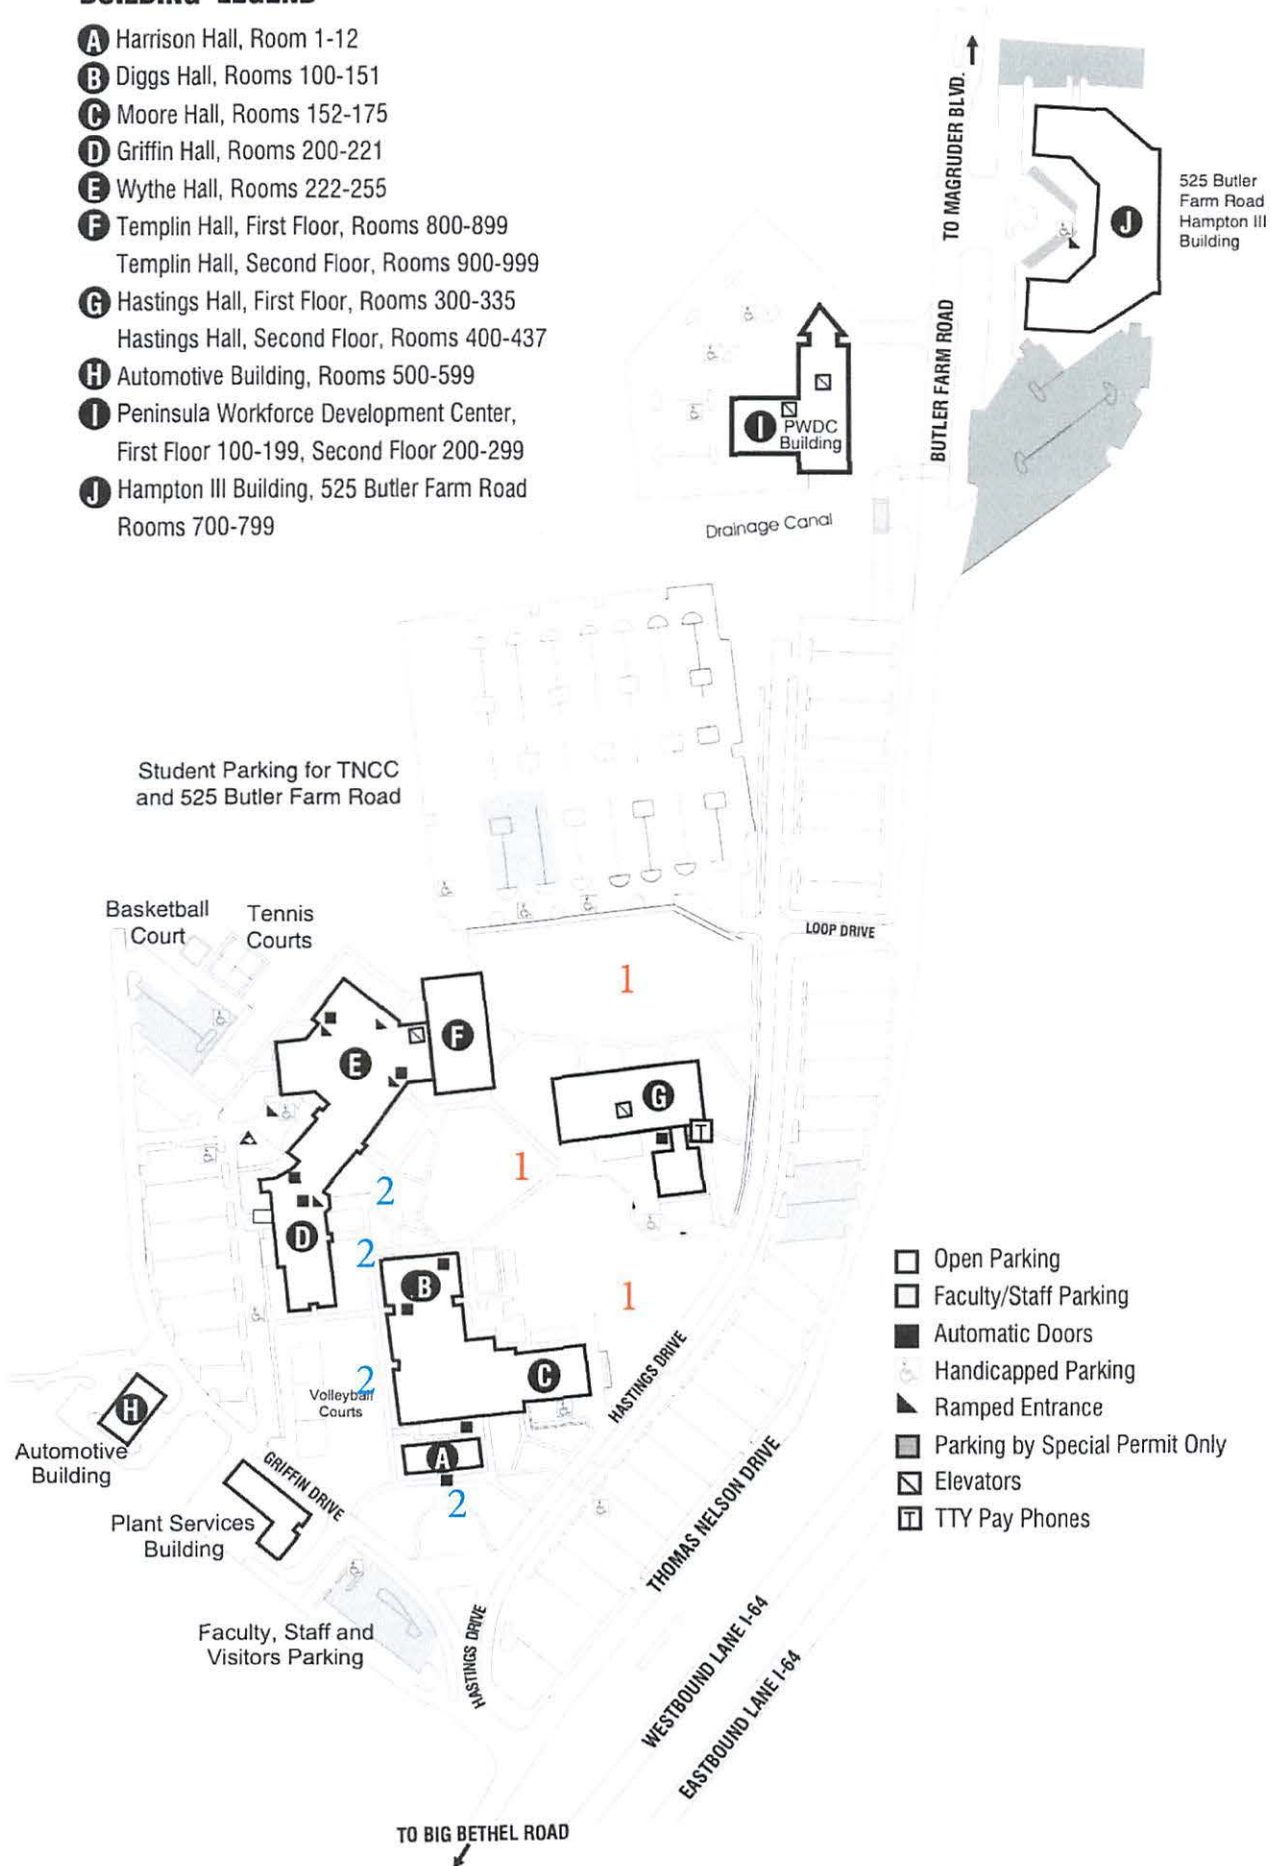 BUILDING LEGEND
A Harrison Hall, Room 1-12
B Diggs Hall, Rooms 100-151
C Moore Hall, Rooms 152-175
D Griffin Hall, Rooms 200-221
E Wythe Hall, Rooms 222-255
F Templin Hall, First Floor, Rooms 800-899
Templin Hall, Second Floor, Rooms 900-999
G Hastings Hall, First Floor, Rooms 300-335
Hastings Hall, Second Floor, Rooms 400-437
H Automotive Building, Rooms 500-599
I Peninsula Workforce Development Center,
First Floor 100-199, Second Floor 200-299
J Hampton III Building, 525 Butler Farm Road
Rooms 700-799
TO MAGRUDER BLVD.
BUTLER FARM ROAD
J
525 Butler
Farm Road
Hampton III
Building
I
PWDC
Building
Drainage Canal
Student Parking for TNCC
and 525 Butler Farm Road
Basketball
Court
Tennis
Courts
LOOP DRIVE
1
F
E
G
T
1
2
D
2
B
1
C
2
Volleyball
Courts
HASTINGS DRIVE
H
Automotive
Building
A
2
GRIFFIN DRIVE
Plant Services
Building
THOMAS NELSON DRIVE
Faculty, Staff and
Visitors Parking
HASTINGS DRIVE
WESTBOUND LANE I-64
EASTBOUND LANE I-64
TO BIG BETHEL ROAD
Open Parking
Faculty/Staff Parking
Automatic Doors
Handicapped Parking
Ramped Entrance
Parking by Special Permit Only
Elevators
T TTY Pay Phones